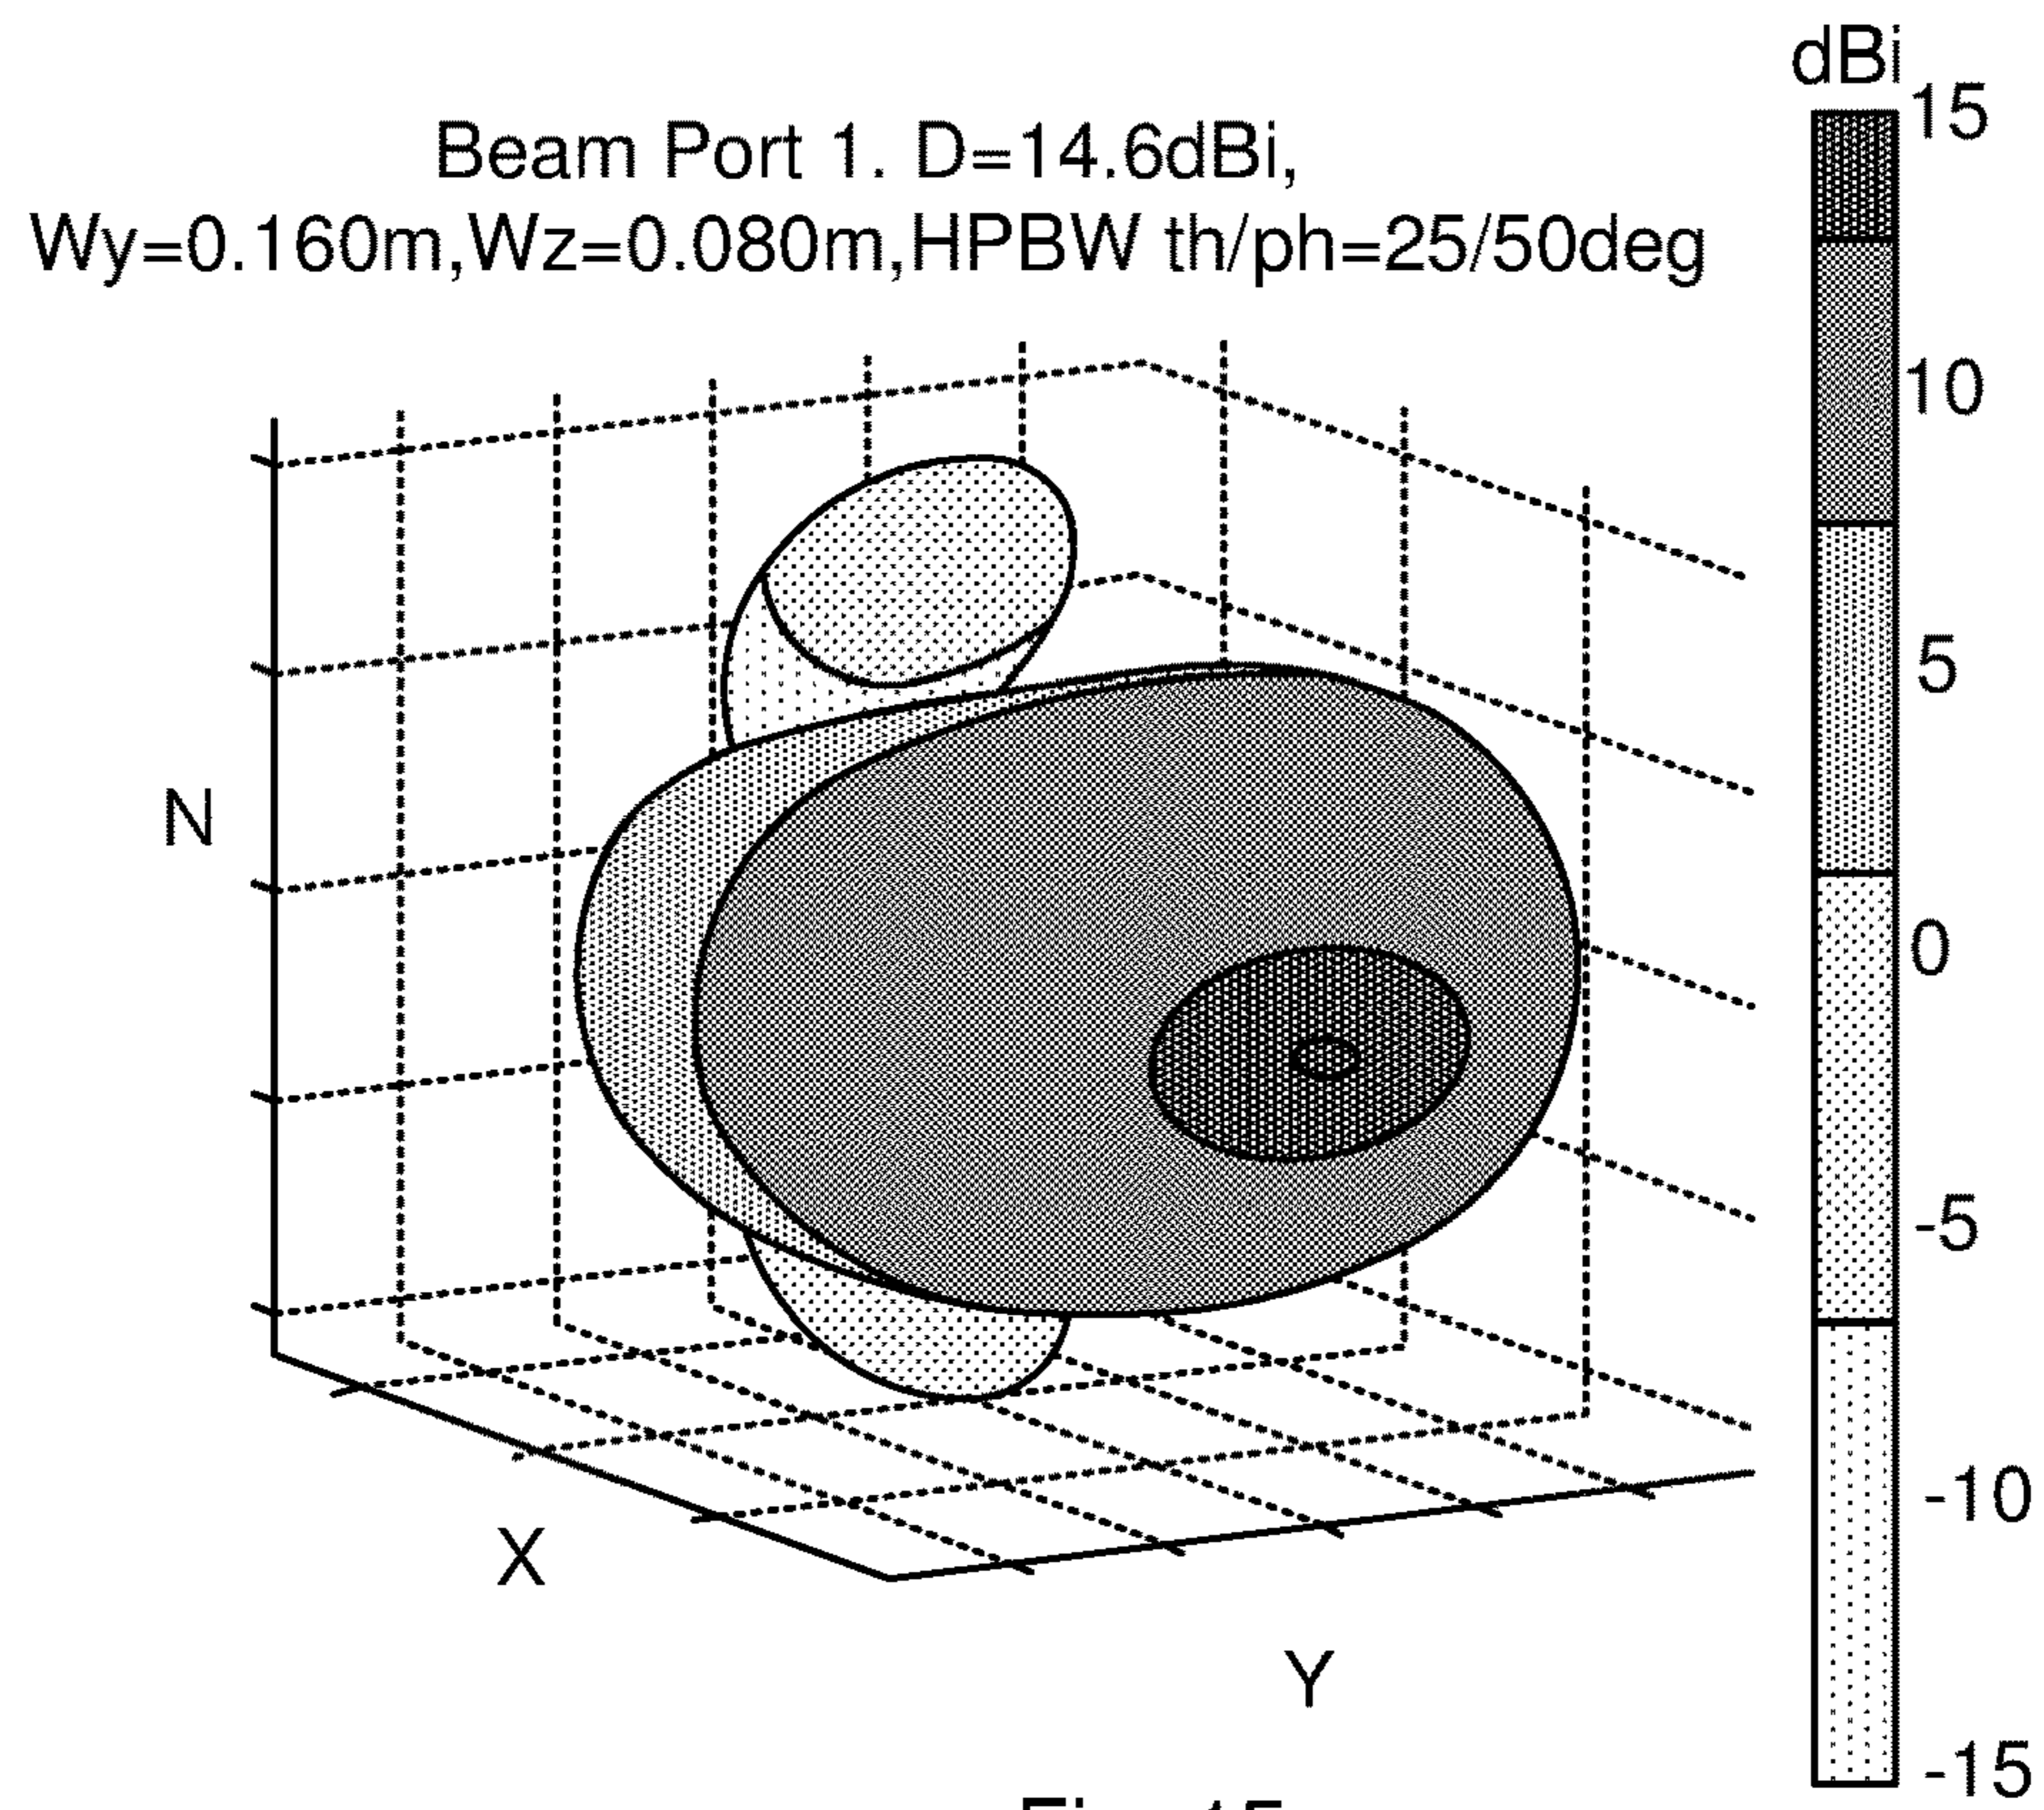 dBi
Beam Port 1. D=14.6dBi,
Wy=0.160m,Wz=0.080m,HPBW th/ph=25/50deg
15
10
5
0
-5
-10
-15
N
X
Y